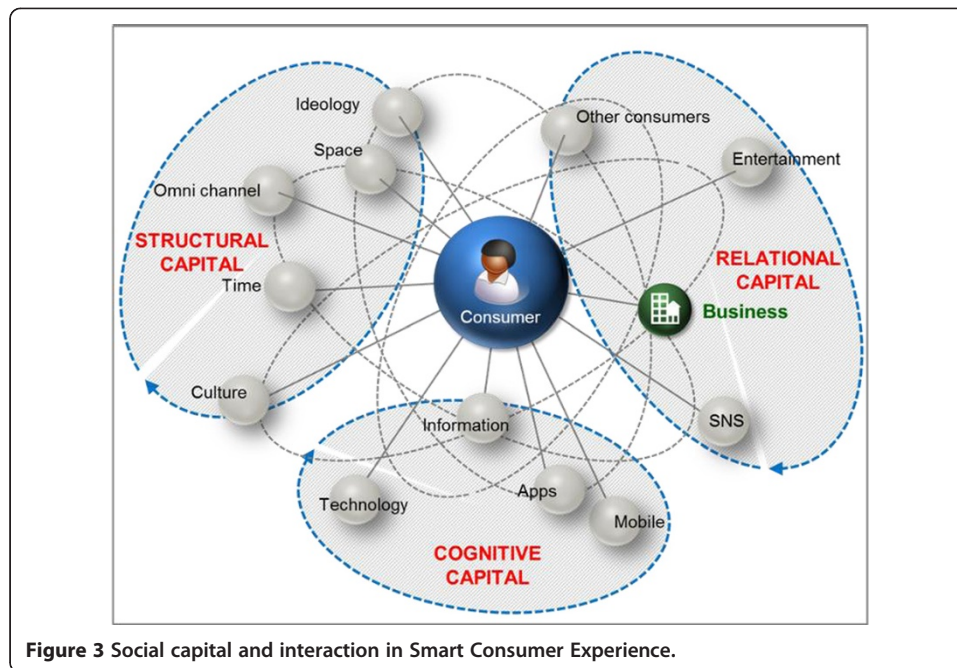 Ideology
Other consumers
Space
Entertainment
Omni channel
STRUCTURAL
CAPITAL
RELATIONAL
CAPITAL
Time
Consumer
Business
Culture
Information
SNS
Technology
Apps
Mobile
COGNITIVE
CAPITAL
Figure 3 Social capital and interaction in Smart Consumer Experience.